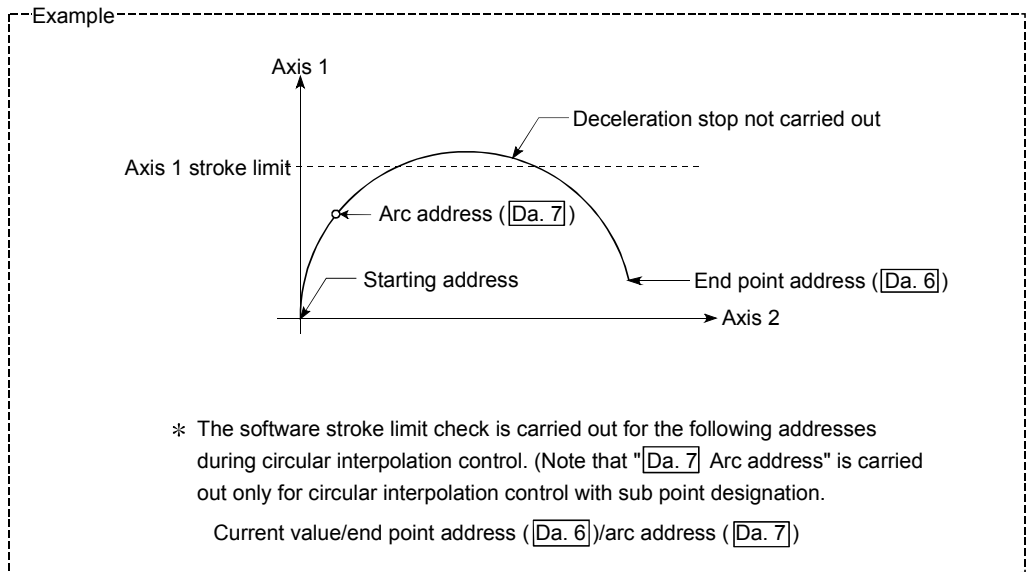 Example
Axis 1
Deceleration stop not carried out
Axis 1 stroke limit
Arc address ( Da. 7 )
Starting address
End point address ( Da. 6 )
Axis 2
* The software stroke limit check is carried out for the following addresses
during circular interpolation control. (Note that " Da. 7 Arc address" is carried
out only for circular interpolation control with sub point designation.
Current value/end point address ( Da. 6 )/arc address ( Da. 7 )